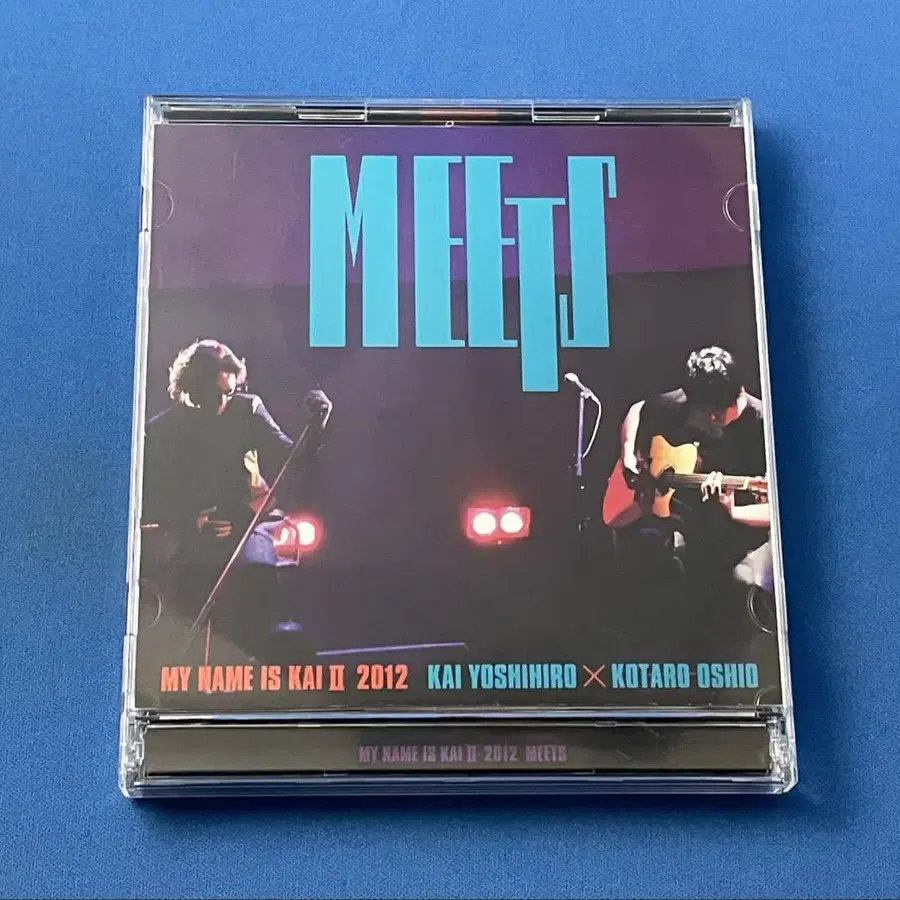 MEETS
MY NAME IS KAI II 2012 KAI YOSHIHIRO × KOTARO OSHIO
MY NAME IS KAI II 2012 MEETS